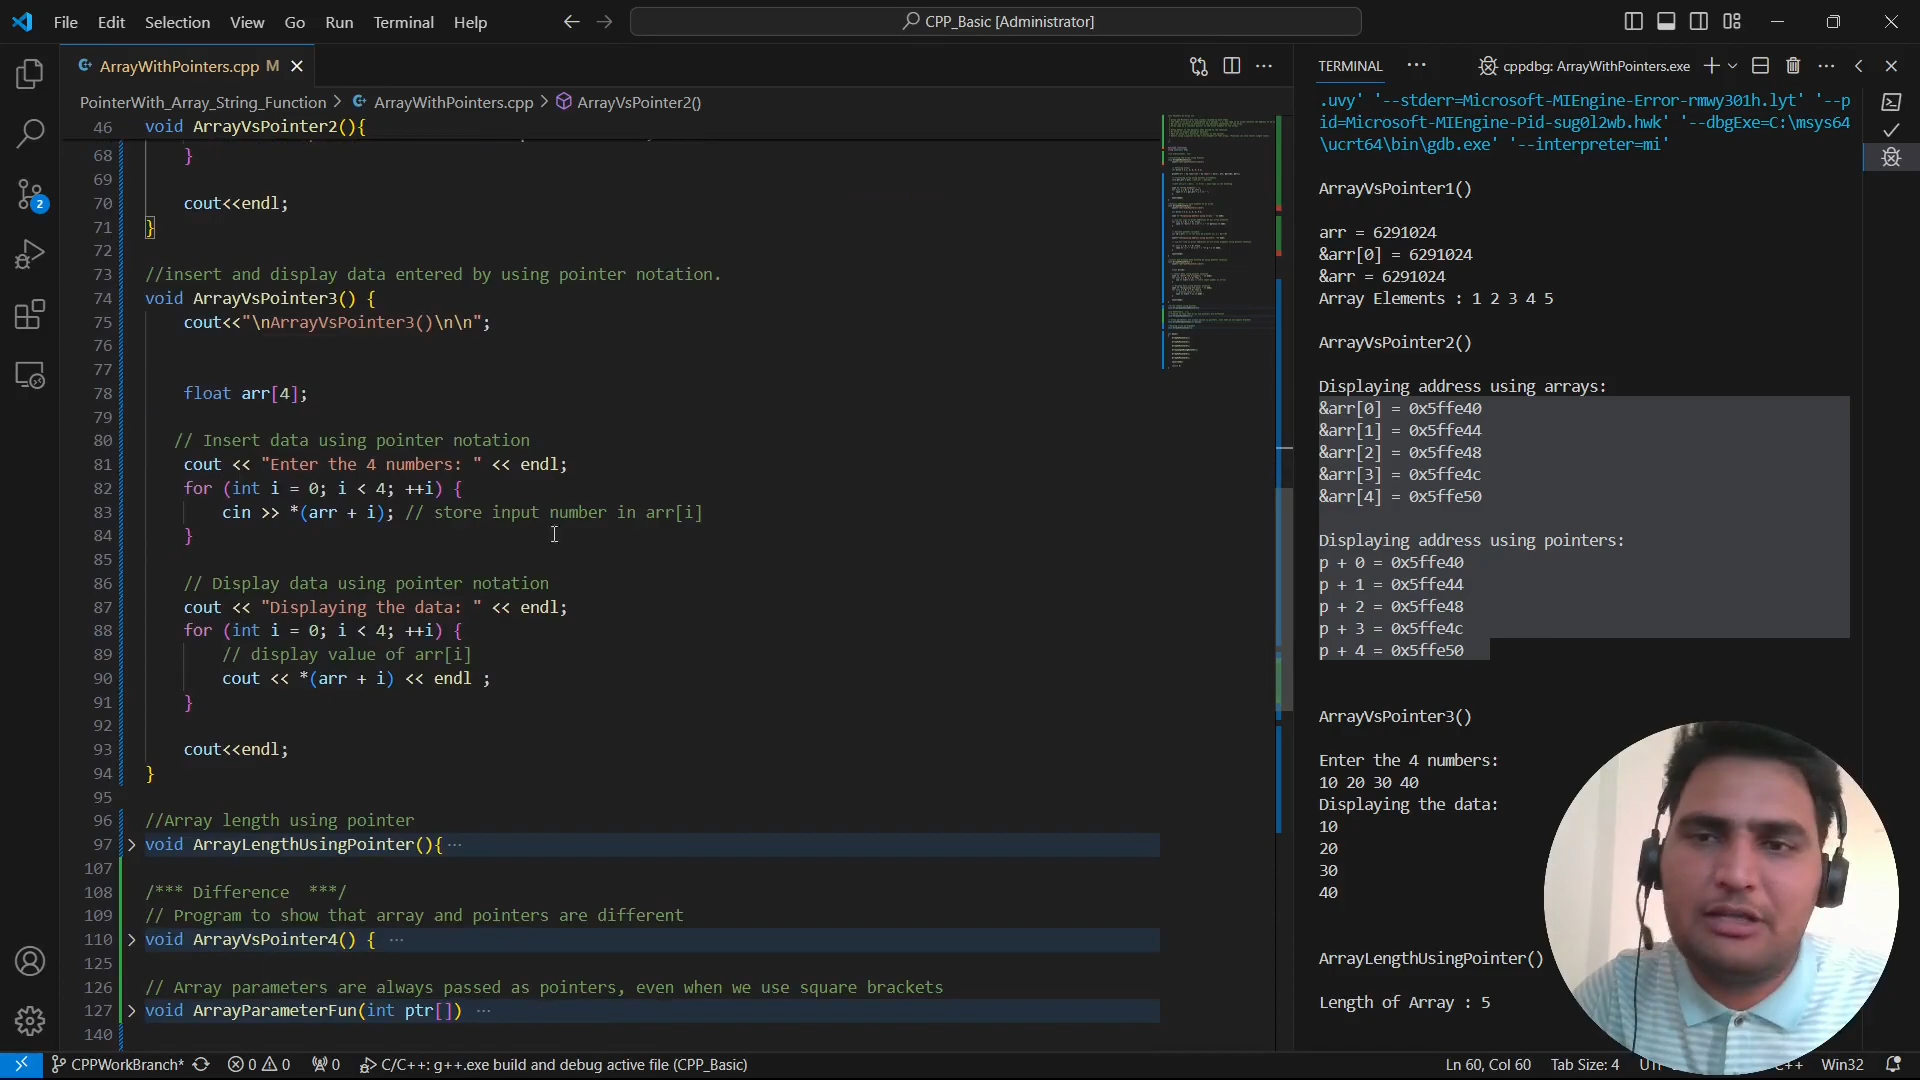 File Edit Selection View Go Run Terminal Help
CPP_Basic [Administrator]
ArrayWithPointers.cpp M
PointerWith_Array_String_Function > ArrayWithPointers.cpp > ArrayVsPointer2()
46 void ArrayVsPointer2(){
68 }
69
70 cout<<endl;
71 }
72
73 //insert and display data entered by using pointer notation.
74 void ArrayVsPointer3() {
75 cout<<"\nArrayVsPointer3()\n\n";
76
77
78 float arr[4];
79
80 // Insert data using pointer notation
81 cout << "Enter the 4 numbers: " << endl;
82 for (int i = 0; i < 4; ++i) {
83 cin >> *(arr + i); // store input number in arr[i]
84 }
85
86 // Display data using pointer notation
87 cout << "Displaying the data: " << endl;
88 for (int i = 0; i < 4; ++i) {
89 // display value of arr[i]
90 cout << *(arr + i) << endl ;
91 }
92
93 cout<<endl;
94 }
95
96 //Array length using pointer
97 void ArrayLengthUsingPointer(){ ···
107
108 /*** Difference ***/
109 // Program to show that array and pointers are different
110 void ArrayVsPointer4() { ···
125
126 // Array parameters are always passed as pointers, even when we use square brackets
127 void ArrayParameterFun(int ptr[]) ···
140
TERMINAL
cppdbg: ArrayWithPointers.exe
.uvy' '--stderr=Microsoft-MIEngine-Error-rmwy301h.lyt' '--p
id=Microsoft-MIEngine-Pid-sug0l2wb.hwk' '--dbgExe=C:\msys64
\ucrt64\bin\gdb.exe' '--interpreter=mi'
ArrayVsPointer1()
arr = 6291024
&arr[0] = 6291024
&arr = 6291024
Array Elements : 1 2 3 4 5
ArrayVsPointer2()
Displaying address using arrays:
&arr[0] = 0x5ffe40
&arr[1] = 0x5ffe44
&arr[2] = 0x5ffe48
&arr[3] = 0x5ffe4c
&arr[4] = 0x5ffe50
Displaying address using pointers:
p + 0 = 0x5ffe40
p + 1 = 0x5ffe44
p + 2 = 0x5ffe48
p + 3 = 0x5ffe4c
p + 4 = 0x5ffe50
ArrayVsPointer3()
Enter the 4 numbers:
10 20 30 40
Displaying the data:
10
20
30
40
ArrayLengthUsingPointer()
Length of Array : 5
2
CPPWorkBranch* 0 0 0 C/C++: g++.exe build and debug active file (CPP_Basic)
Ln 60, Col 60 Tab Size: 4 Win32